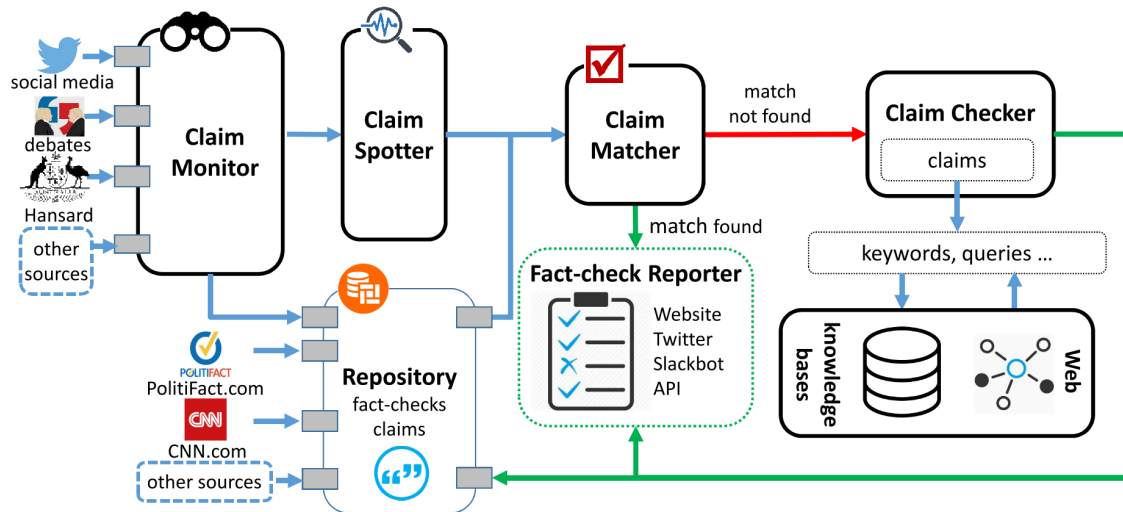 social media
debates
AUSTRALIA
Hansard
other
sources
Claim
Monitor
Claim
Spotter
Claim
Matcher
match
not found
Claim Checker
claims
match found
keywords, queries ...
Fact-check Reporter
Website
Twitter
Slackbot
API
knowledge
bases
Web
POLITIFACT
PolitiFact.com
CNN
CNN.com
other sources
Repository
fact-checks
claims